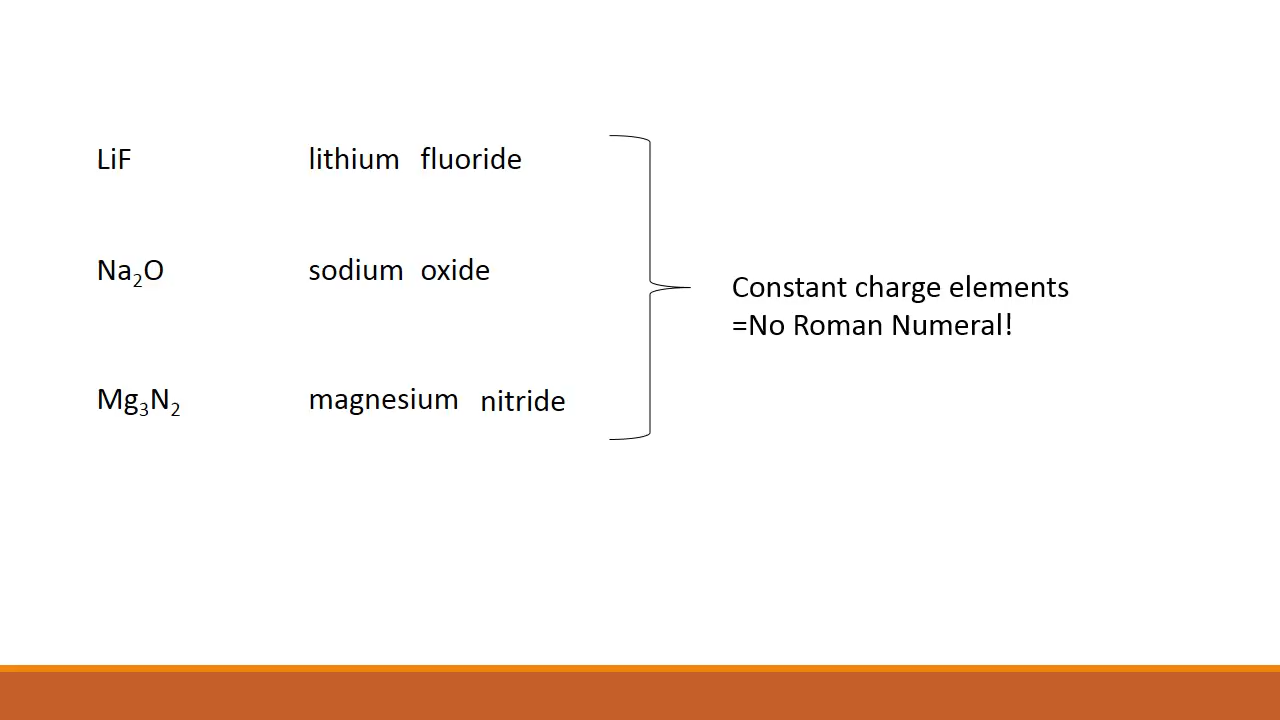 LiF lithium fluoride
Na₂O sodium oxide
Constant charge elements
=No Roman Numeral!
Mg₃N₂ magnesium nitride